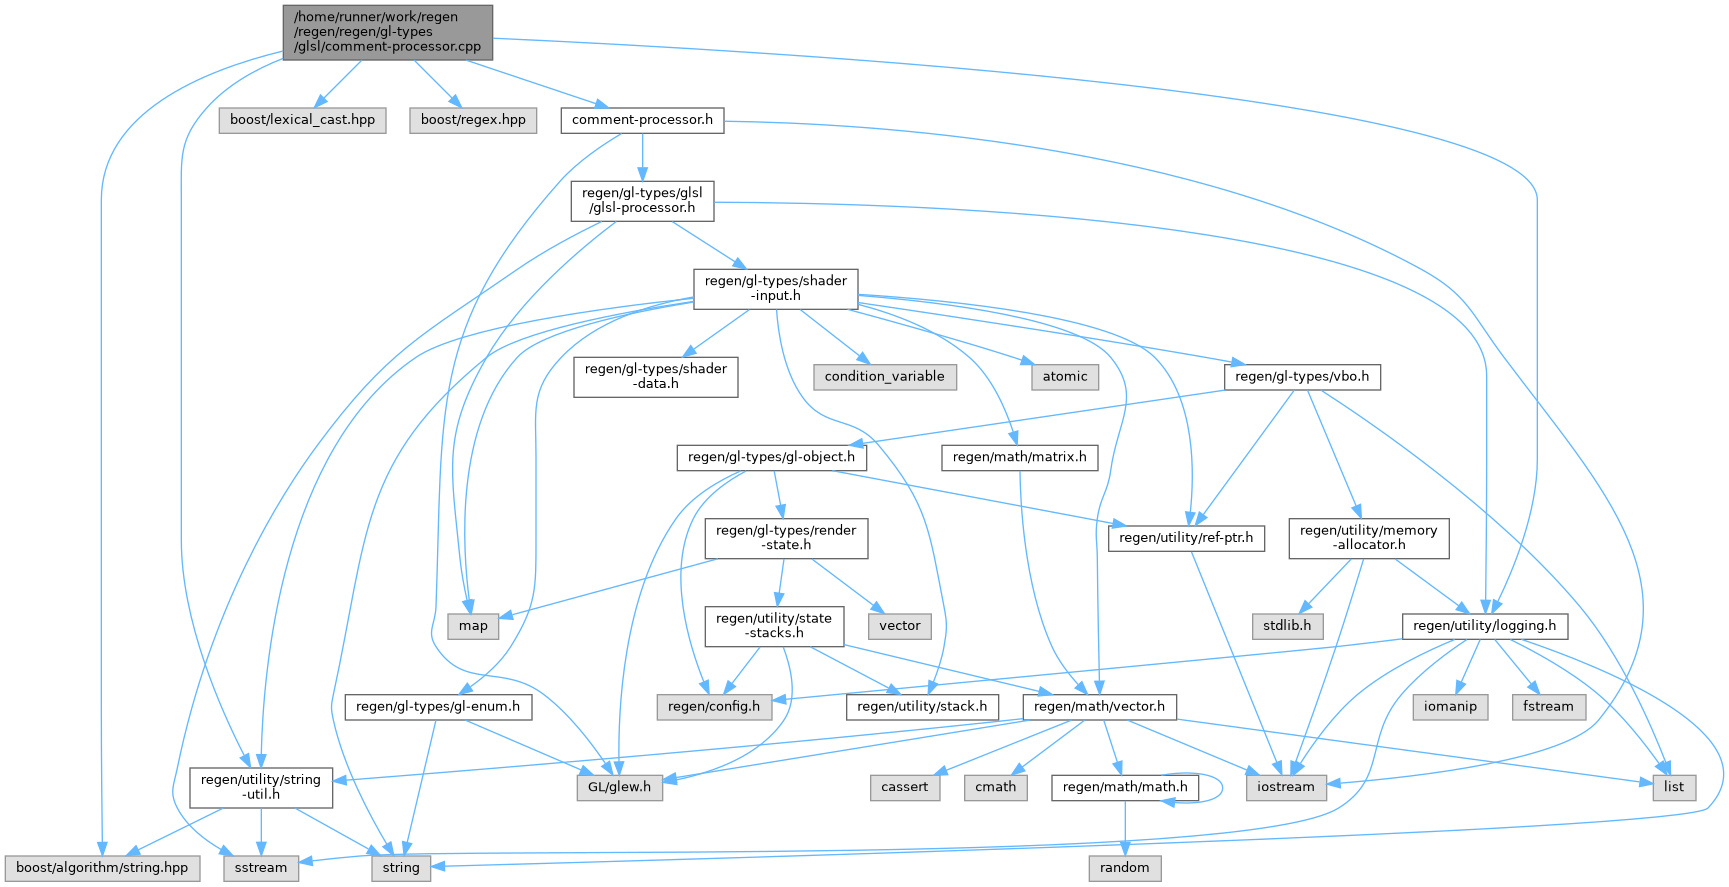 /home/runner/work/regen
/regen/regen/gl-types
/glsl/comment-processor.cpp
boost/lexical_cast.hpp
boost/regex.hpp
comment-processor.h
regen/gl-types/glsl
/glsl-processor.h
regen/gl-types/shader
-input.h
regen/gl-types/shader
-data.h
condition_variable
atomic
regen/gl-types/vbo.h
regen/gl-types/gl-object.h
regen/math/matrix.h
regen/gl-types/render
-state.h
regen/utility/ref-ptr.h
regen/utility/memory
-allocator.h
map
regen/utility/state
-stacks.h
vector
stdlib.h
regen/utility/logging.h
regen/gl-types/gl-enum.h
regen/config.h
regen/utility/stack.h
regen/math/vector.h
iomanip
fstream
regen/utility/string
-util.h
GL/glew.h
cassert
cmath
regen/math/math.h
iostream
list
boost/algorithm/string.hpp
sstream
string
random